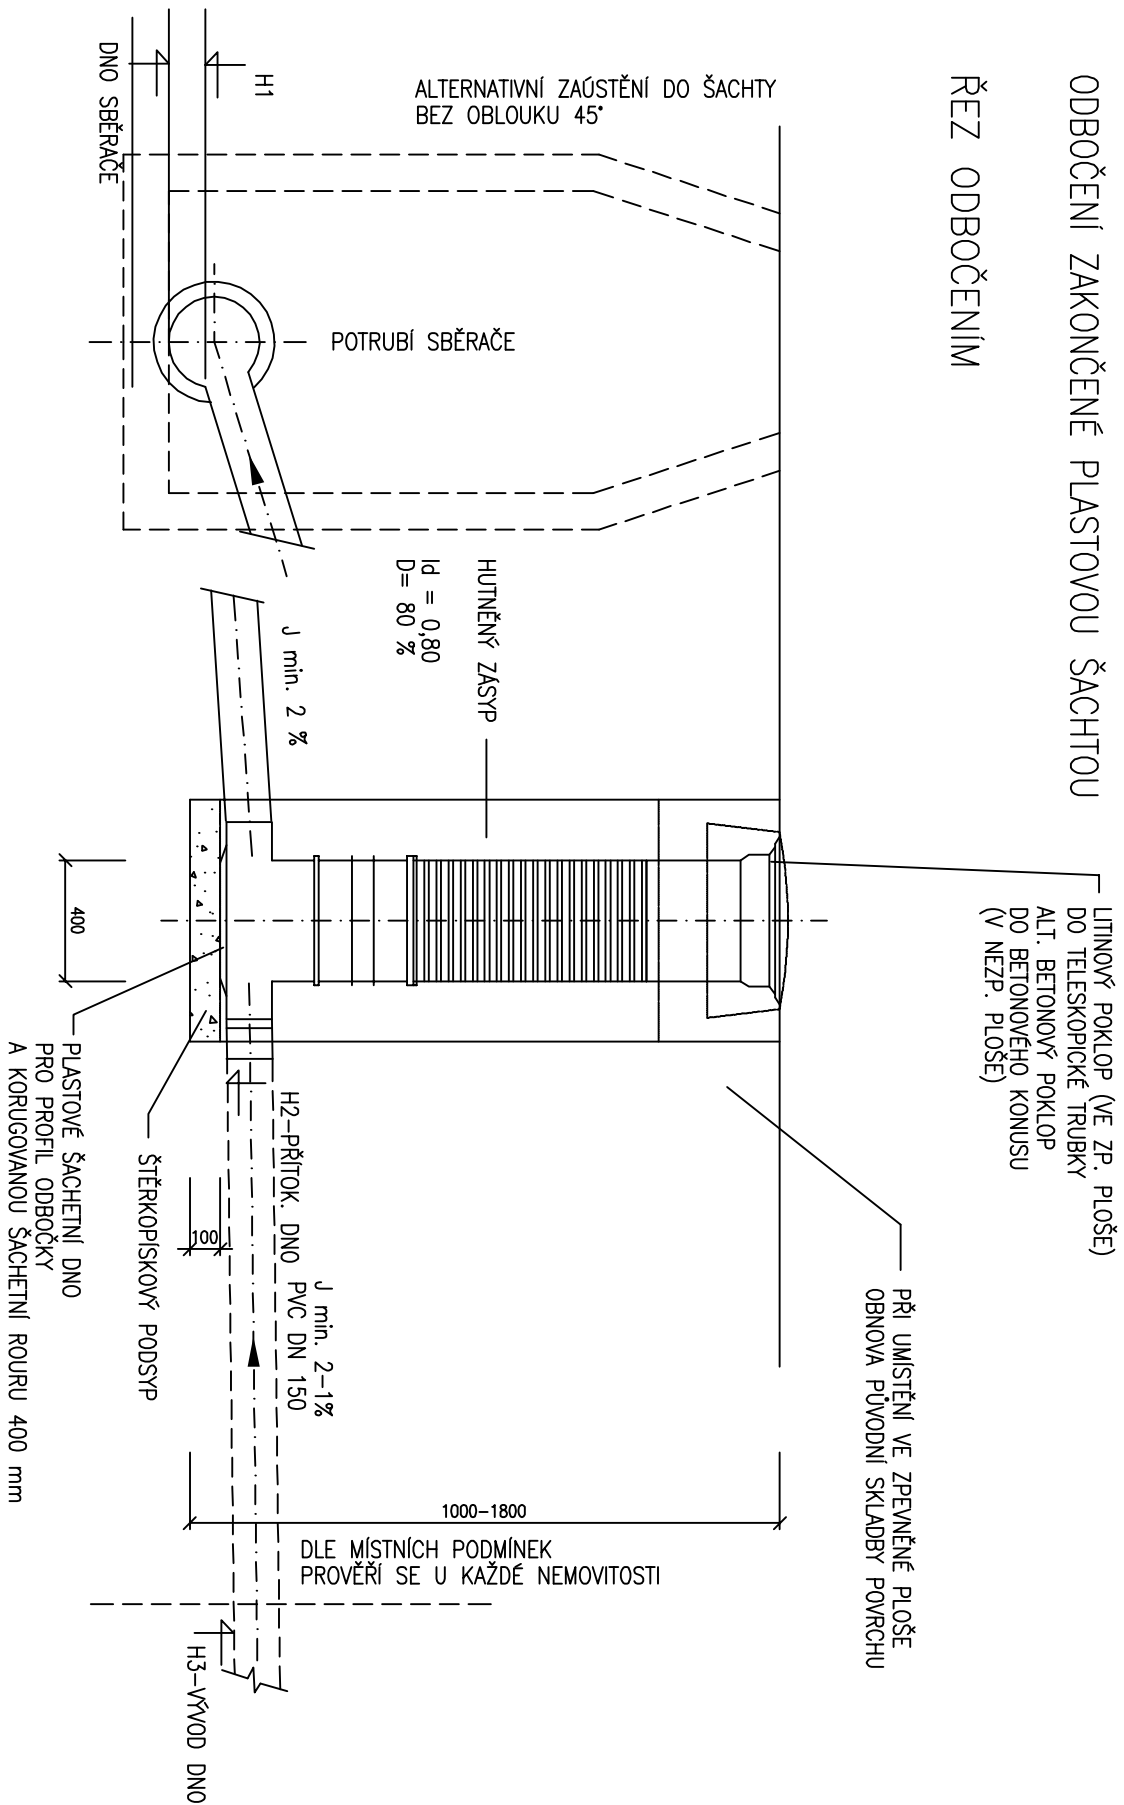 ODBOČENÍ ZAKONČENÉ PLASTOVOU ŠACHTOU
ŘEZ ODBOČENÍM
ALTERNATIVNÍ ZAÚSTĚNÍ DO ŠACHTY
BEZ OBLOUKU 45°
H1
DNO SBĚRAČE
POTRUBÍ SBĚRAČE
HUTNĚNÝ ZÁSYP
Id = 0,80
D= 80 %
J min. 2 %
LITINOVÝ POKLOP (VE ZP. PLOŠE)
DO TELESKOPICKÉ TRUBKY
ALT. BETONOVÝ POKLOP
DO BETONOVÉHO KONUSU
(V NEZP. PLOŠE)
PŘI UMÍSTĚNÍ VE ZPEVNĚNÉ PLOŠE
OBNOVA PŮVODNÍ SKLADBY POVRCHU
400
100
H2-PŘÍTOK. DNO
J min. 2-1%
PVC DN 150
ŠTĚRKOPÍSKOVÝ PODSYP
PLASTOVÉ ŠACHETNÍ DNO
PRO PROFIL ODBOČKY
A KORUGOVANOU ŠACHETNÍ ROURU 400 mm
1000-1800
DLE MÍSTNÍCH PODMÍNEK
PROVĚŘÍ SE U KAŽDÉ NEMOVITOSTI
H3-VÝVOD DNO